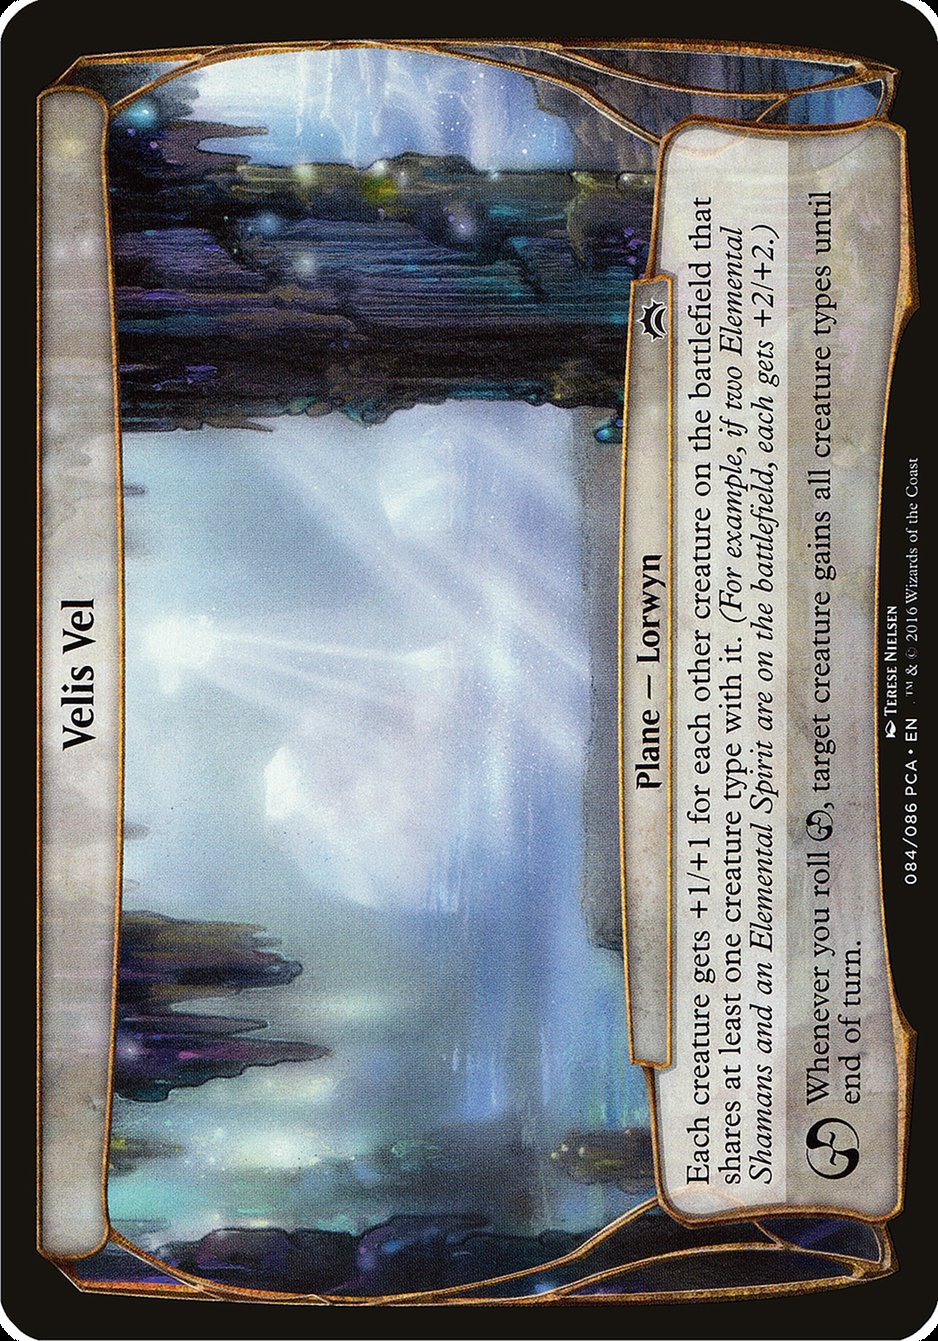 Velis Vel
Plane — Lorwyn
Each creature gets +1/+1 for each other creature on the battlefield that
shares at least one creature type with it. (For example, if two Elemental
Shamans and an Elemental Spirit are on the battlefield, each gets +2/+2.)
Whenever you roll , target creature gains all creature types until
end of turn.
TERESE NIELSEN
084/086 PCA • EN ™ & © 2016 Wizards of the Coast